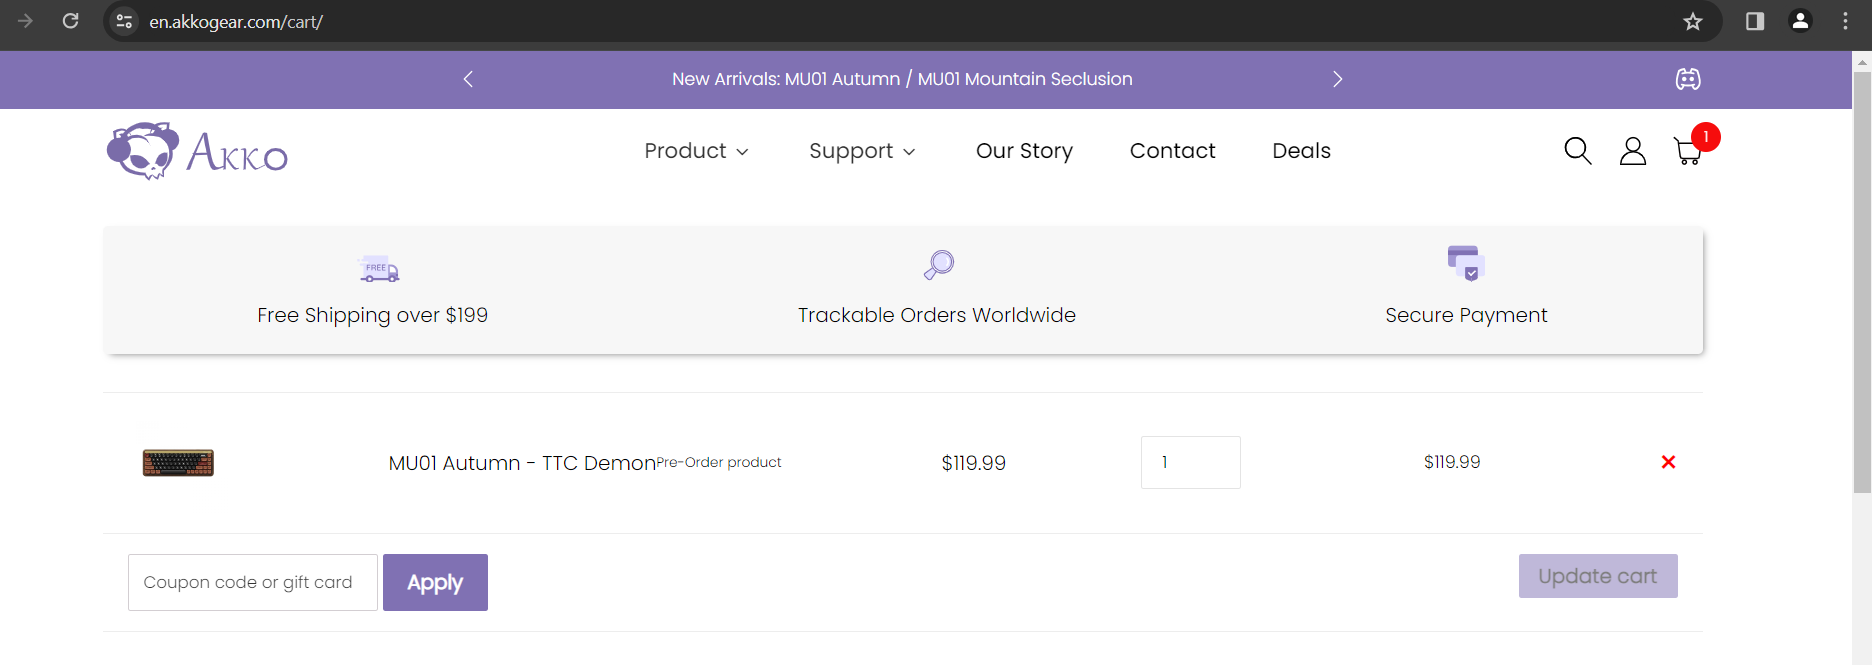 en.akkogear.com/cart/
New Arrivals: MU01 Autumn / MU01 Mountain Seclusion
AKKO
Product
Support
Our Story
Contact
Deals
1
FREE
Free Shipping over $199
Trackable Orders Worldwide
Secure Payment
MU01 Autumn - TTC Demon Pre-Order product
$119.99
1
$119.99
Coupon code or gift card
Apply
Update cart